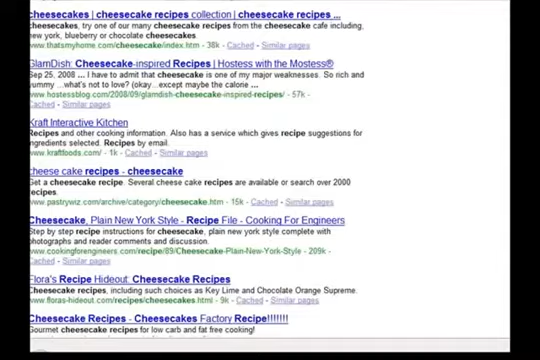 cheesecakes | cheesecake recipes collection | cheesecake recipes ...
cheesecakes, try one of our many cheesecake recipes from the cheesecake cafe including,
new york, blueberry or chocolate cheesecakes.
www.thatsmyhome.com/cheesecake/index.htm - 38k - Cached - Similar pages
GlamDish: Cheesecake-inspired Recipes | Hostess with the Mostess®
Sep 25, 2008 ... I have to admit that cheesecake is one of my major weaknesses. So rich and
yummy ...what's not to love? (okay...except maybe the calorie ...
www.hostessblog.com/2008/09/glamdish-cheesecake-inspired-recipes/ - 57k -
Cached - Similar pages
Kraft Interactive Kitchen
Recipes and other cooking information. Also has a service which gives recipe suggestions for
ingredients selected. Recipes by email.
www.kraftfoods.com/ - 1k - Cached - Similar pages
cheese cake recipes - cheesecake
Get a cheesecake recipe. Several cheese cake recipes are available or search over 2000
recipes.
www.pastrywiz.com/archive/category/cheesecake.htm - 15k - Cached - Similar pages
Cheesecake, Plain New York Style - Recipe File - Cooking For Engineers
Step by step recipe instructions for cheesecake, plain new york style complete with
photographs and reader comments and discussion.
www.cookingforengineers.com/recipe/89/Cheesecake-Plain-New-York-Style - 209k -
Cached - Similar pages
Flora's Recipe Hideout: Cheesecake Recipes
Cheesecake recipes, including such choices as Key Lime and Chocolate Orange Supreme.
www.floras-hideout.com/recipes/cheesecakes.html - 9k - Cached - Similar pages
Cheesecake Recipes - Cheesecakes Factory Recipe!!!!!!!
Gourmet cheesecake recipes for low carb and fat free cooking!